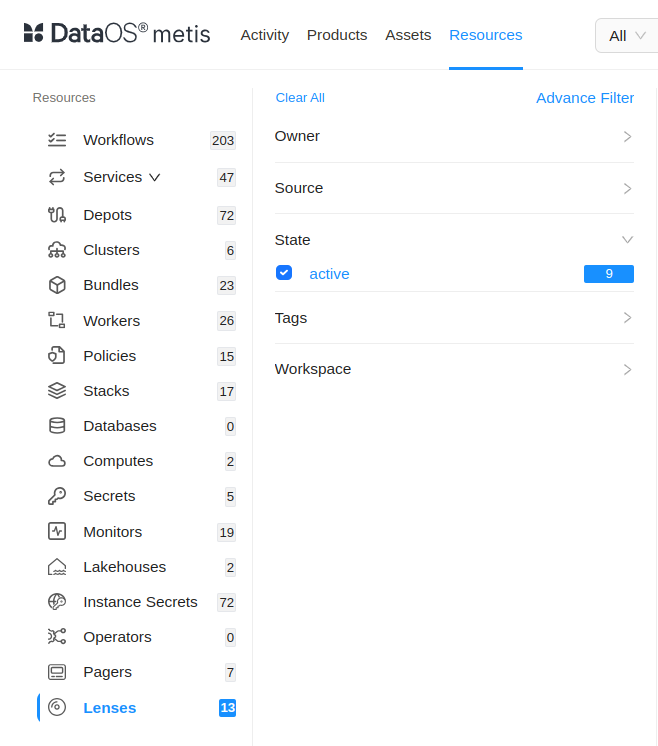 DataOS® metis
Activity
Products
Assets
Resources
All
Resources
Workflows 203
Services 47
Depots 72
Clusters 6
Bundles 23
Workers 26
Policies 15
Stacks 17
Databases 0
Computes 2
Secrets 5
Monitors 19
Lakehouses 2
Instance Secrets 72
Operators 0
Pagers 7
Lenses 13
Clear All
Advance Filter
Owner
Source
State
active 9
Tags
Workspace